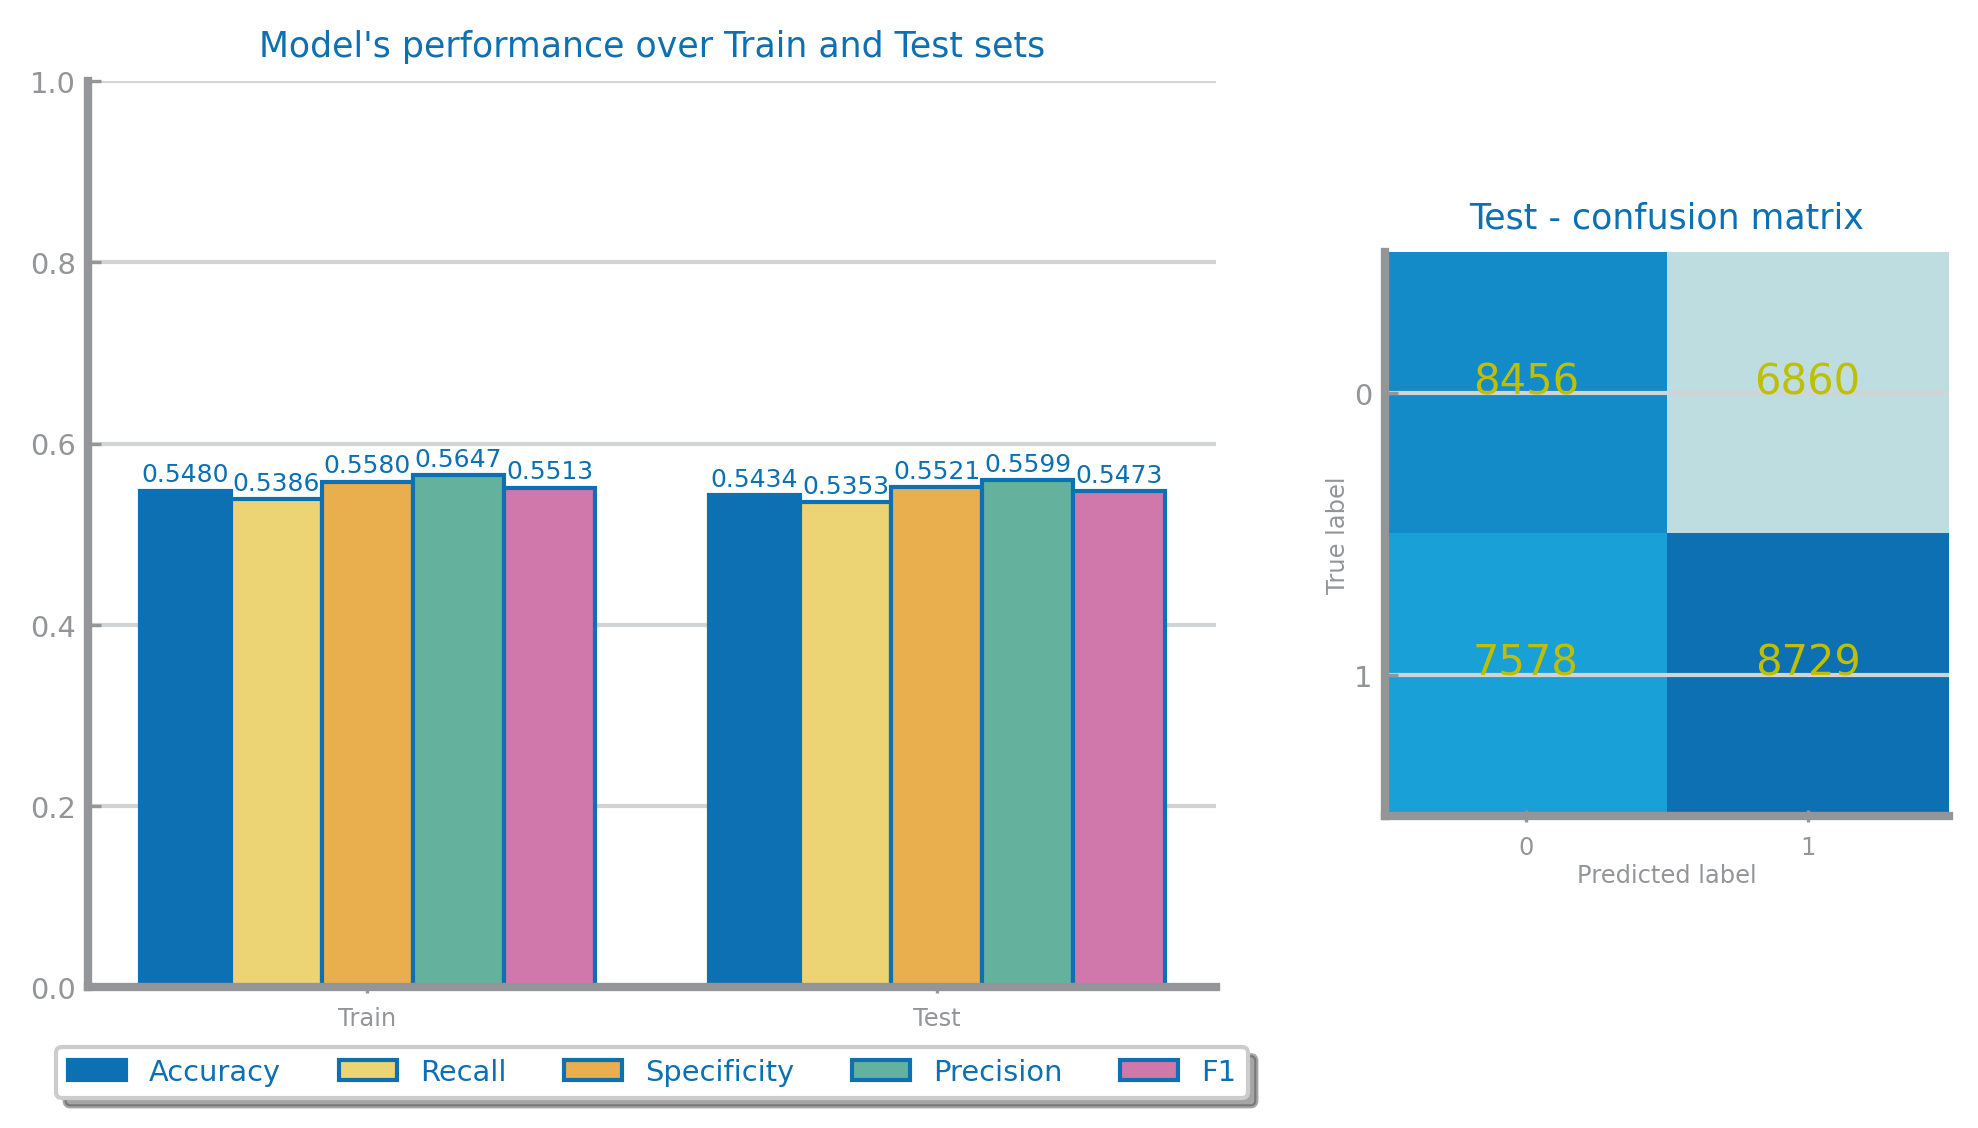 Model's performance over Train and Test sets
1.0
0.8
0.6
0.4
0.2
0.0
0.5480 0.5386 0.5580 0.5647 0.5513 0.5434 0.5353 0.5521 0.5599 0.5473
Train Test
Accuracy Recall Specificity Precision F1
Test - confusion matrix
True label
0 8456 6860
1 7578 8729
0 1
Predicted label